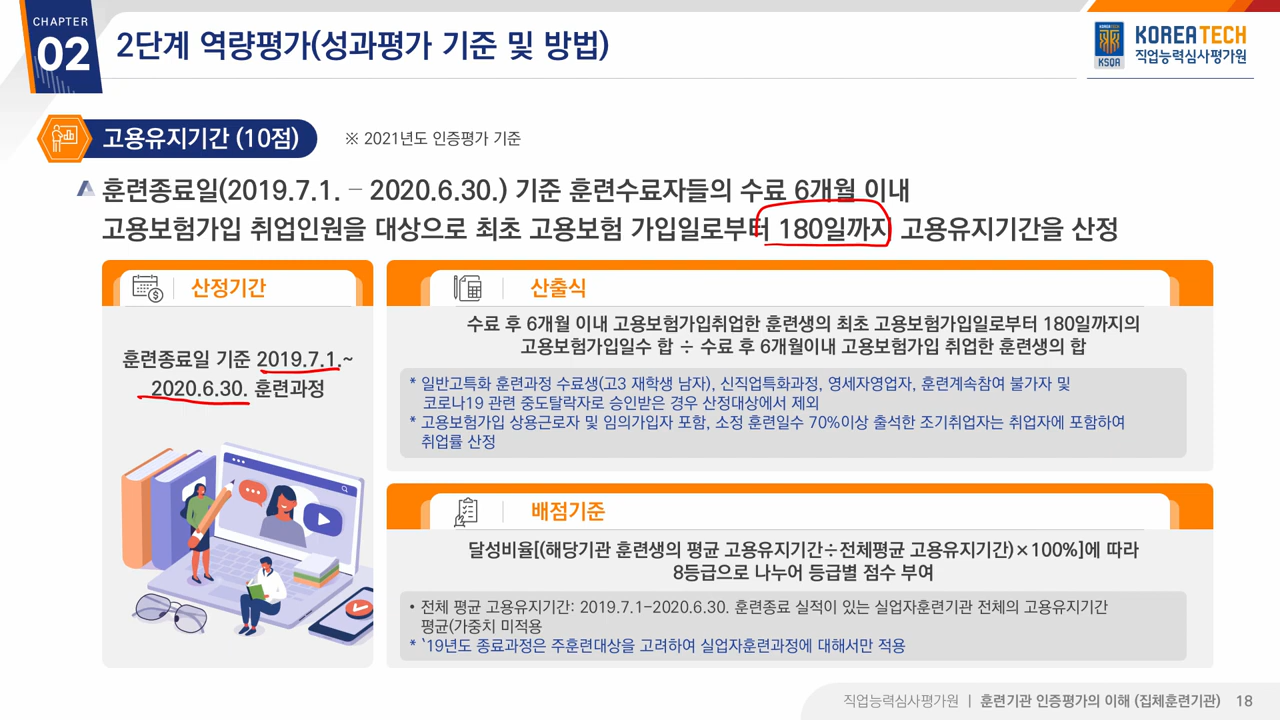 CHAPTER
02
2단계 역량평가(성과평가 기준 및 방법)
KSQA
KOREATECH
직업능력심사평가원
고용유지기간 (10점)
※ 2021년도 인증평가 기준
훈련종료일(2019.7.1. – 2020.6.30.) 기준 훈련수료자들의 수료 6개월 이내
고용보험가입 취업인원을 대상으로 최초 고용보험 가입일로부터 180일까지 고용유지기간을 산정
산정기간
훈련종료일 기준 2019.7.1.~
2020.6.30. 훈련과정
산출식
수료 후 6개월 이내 고용보험가입취업한 훈련생의 최초 고용보험가입일로부터 180일까지의
고용보험가입일수 합 ÷ 수료 후 6개월이내 고용보험가입 취업한 훈련생의 합
* 일반고특화 훈련과정 수료생(고3 재학생 남자), 신직업특화과정, 영세자영업자, 훈련계속참여 불가자 및
코로나19 관련 중도탈락자로 승인받은 경우 산정대상에서 제외
* 고용보험가입 상용근로자 및 임의가입자 포함, 소정 훈련일수 70%이상 출석한 조기취업자는 취업자에 포함하여
취업률 산정
배점기준
달성비율[(해당기관 훈련생의 평균 고용유지기간÷전체평균 고용유지기간)×100%]에 따라
8등급으로 나누어 등급별 점수 부여
• 전체 평균 고용유지기간: 2019.7.1-2020.6.30. 훈련종료 실적이 있는 실업자훈련기관 전체의 고용유지기간
평균(가중치 미적용
* ‘19년도 종료과정은 주훈련대상을 고려하여 실업자훈련과정에 대해서만 적용
직업능력심사평가원 | 훈련기관 인증평가의 이해 (집체훈련기관) 18